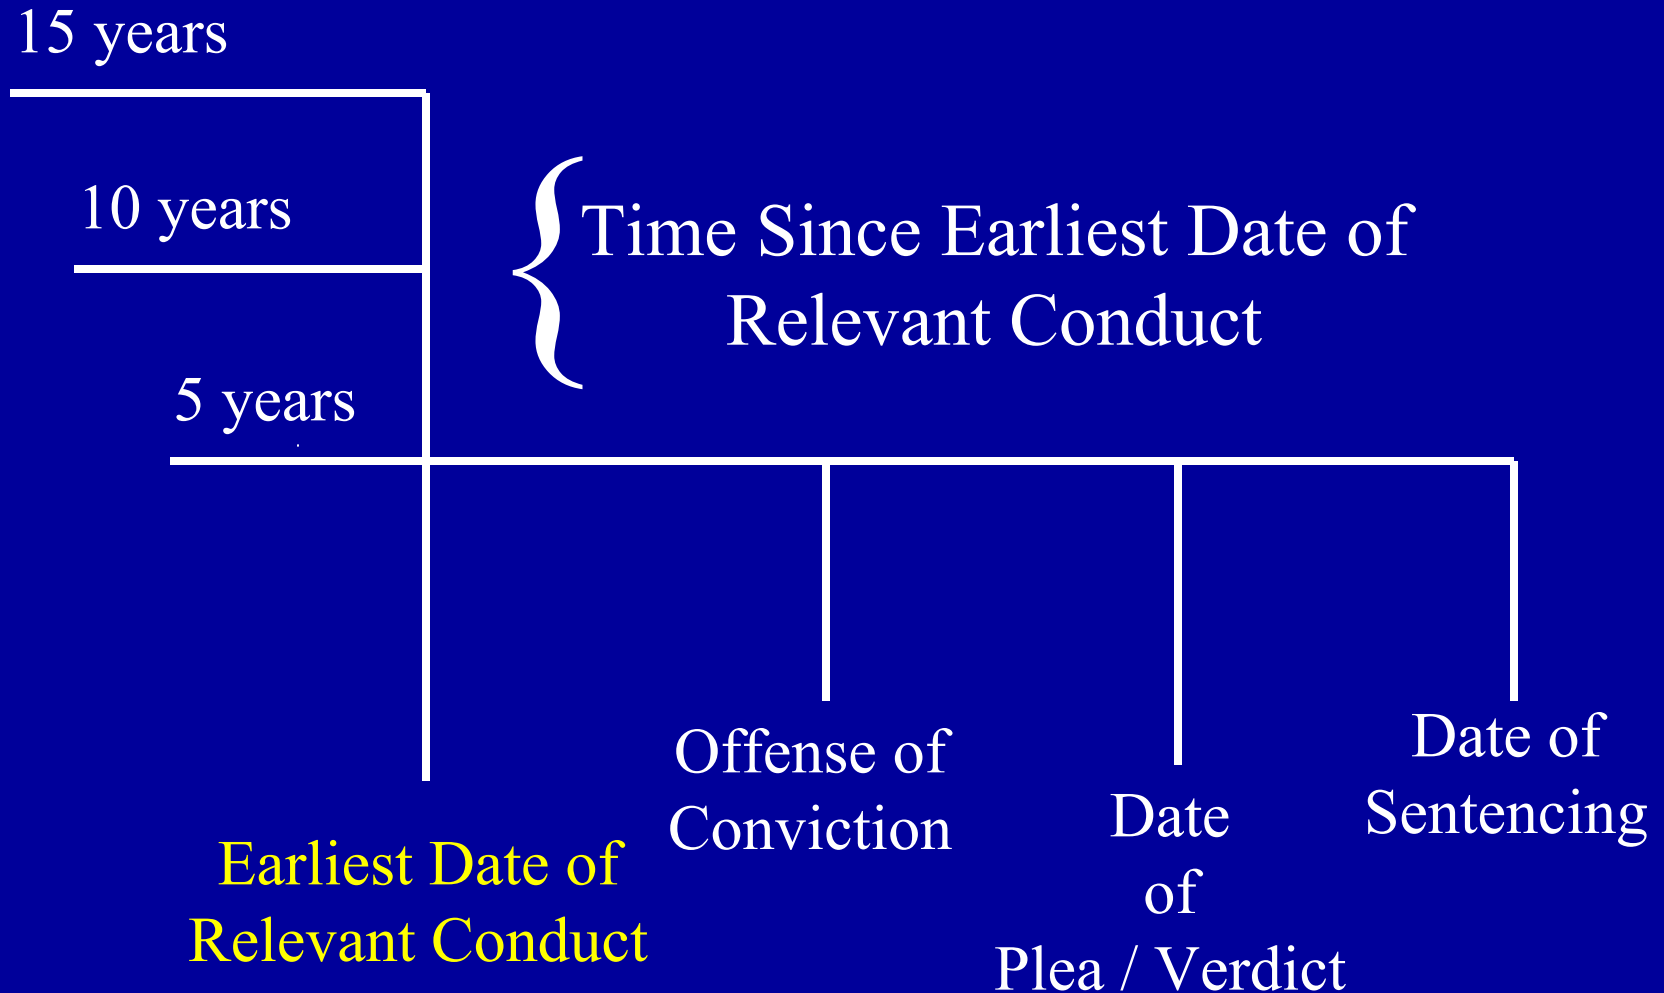 15 years
10 years
Time Since Earliest Date of
Relevant Conduct
5 years
Offense of
Conviction
Date
of
Plea / Verdict
Date of
Sentencing
Earliest Date of
Relevant Conduct